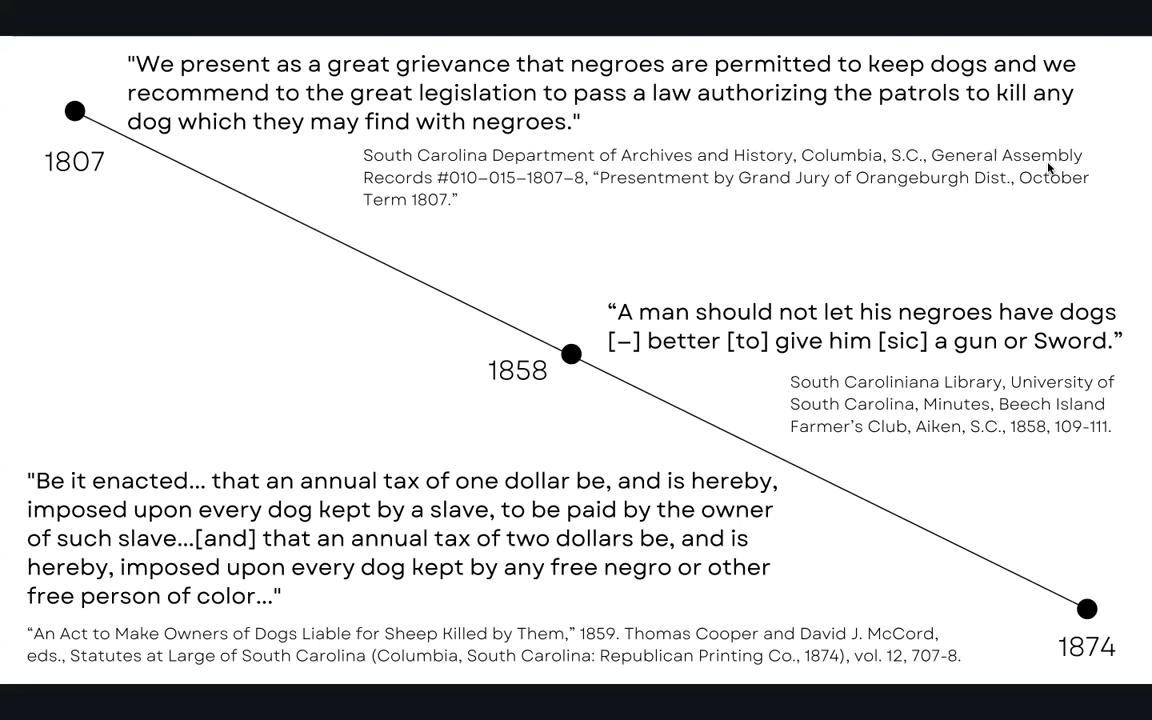 "We present as a great grievance that negroes are permitted to keep dogs and we
recommend to the great legislation to pass a law authorizing the patrols to kill any
dog which they may find with negroes."
1807
South Carolina Department of Archives and History, Columbia, S.C., General Assembly
Records #010–015–1807–8, “Presentment by Grand Jury of Orangeburgh Dist., October
Term 1807.”
“A man should not let his negroes have dogs
[–] better [to] give him [sic] a gun or Sword.”
1858
South Caroliniana Library, University of
South Carolina, Minutes, Beech Island
Farmer’s Club, Aiken, S.C., 1858, 109-111.
"Be it enacted... that an annual tax of one dollar be, and is hereby,
imposed upon every dog kept by a slave, to be paid by the owner
of such slave...[and] that an annual tax of two dollars be, and is
hereby, imposed upon every dog kept by any free negro or other
free person of color..."
“An Act to Make Owners of Dogs Liable for Sheep Killed by Them,” 1859. Thomas Cooper and David J. McCord,
eds., Statutes at Large of South Carolina (Columbia, South Carolina: Republican Printing Co., 1874), vol. 12, 707-8.
1874